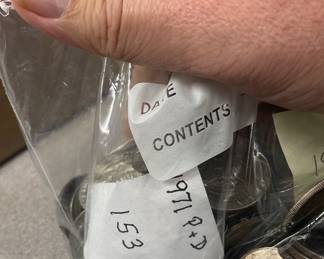 DATE
CONTENTS
1971 P+D
153